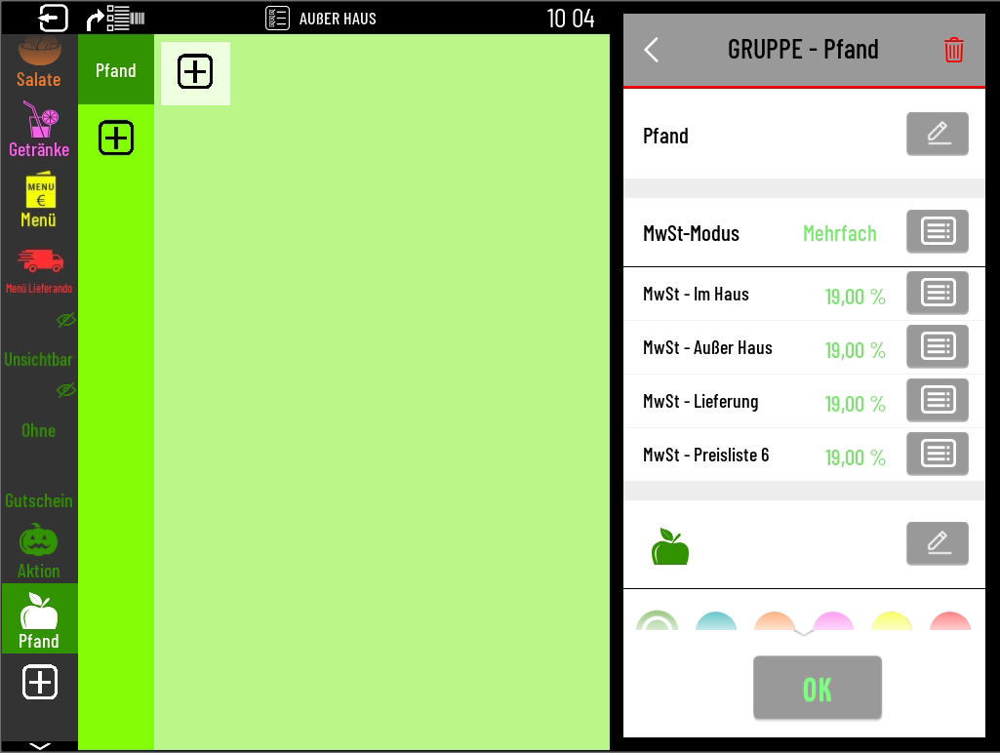 AUßER HAUS
10 04
Salate
Getränke
MENU
€
Menü
Menü Lieferando
Unsichtbar
Ohne
Gutschein
Aktion
Pfand
Pfand
GRUPPE - Pfand
Pfand
MwSt-Modus Mehrfach
MwSt - Im Haus 19,00 %
MwSt - Außer Haus 19,00 %
MwSt - Lieferung 19,00 %
MwSt - Preisliste 6 19,00 %
OK